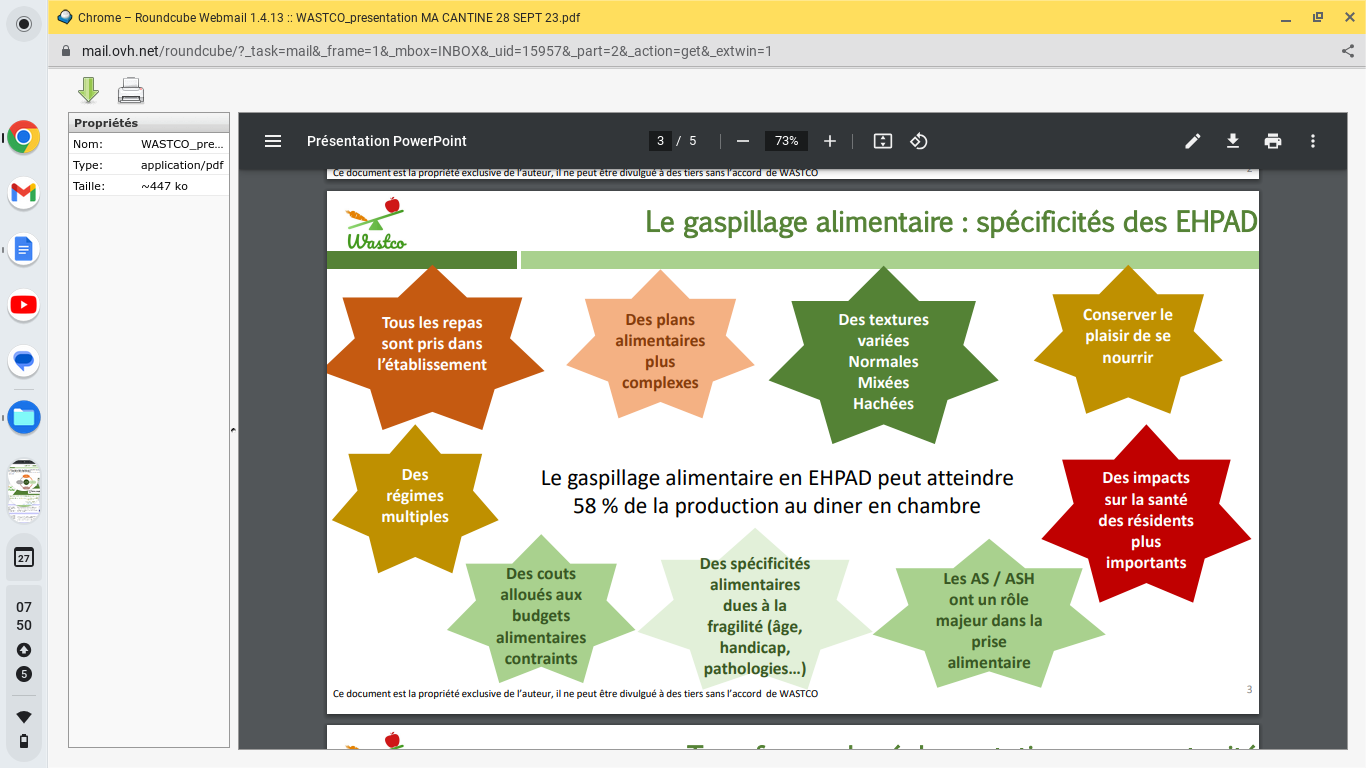 Chrome – Roundcube Webmail 1.4.13 :: WASTCO_presentation MA CANTINE 28 SEPT 23.pdf
mail.ovh.net/roundcube/?_task=mail&_frame=1&_mbox=INBOX&_uid=15957&_part=2&_action=get&_extwin=1
Propriétés
Nom: WASTCO_pre...
Type: application/pdf
Taille: ~447 ko
Présentation PowerPoint
3 / 5
73%
Ce document est la propriété exclusive de l'auteur, il ne peut être divulgué à des tiers sans l'accord de WASTCO
Wastco
Le gaspillage alimentaire : spécificités des EHPAD
Tous les repas
sont pris dans
l'établissement
Des plans
alimentaires
plus
complexes
Des textures
variées
Normales
Mixées
Hachées
Conserver le
plaisir de se
nourrir
Des
régimes
multiples
Le gaspillage alimentaire en EHPAD peut atteindre
58 % de la production au diner en chambre
Des impacts
sur la santé
des résidents
plus
importants
Des couts
alloués aux
budgets
alimentaires
contraints
Des spécificités
alimentaires
dues à la
fragilité (âge,
handicap,
pathologies...)
Les AS / ASH
ont un rôle
majeur dans la
prise
alimentaire
Ce document est la propriété exclusive de l'auteur, il ne peut être divulgué à des tiers sans l'accord de WASTCO
3
27
07
50
5